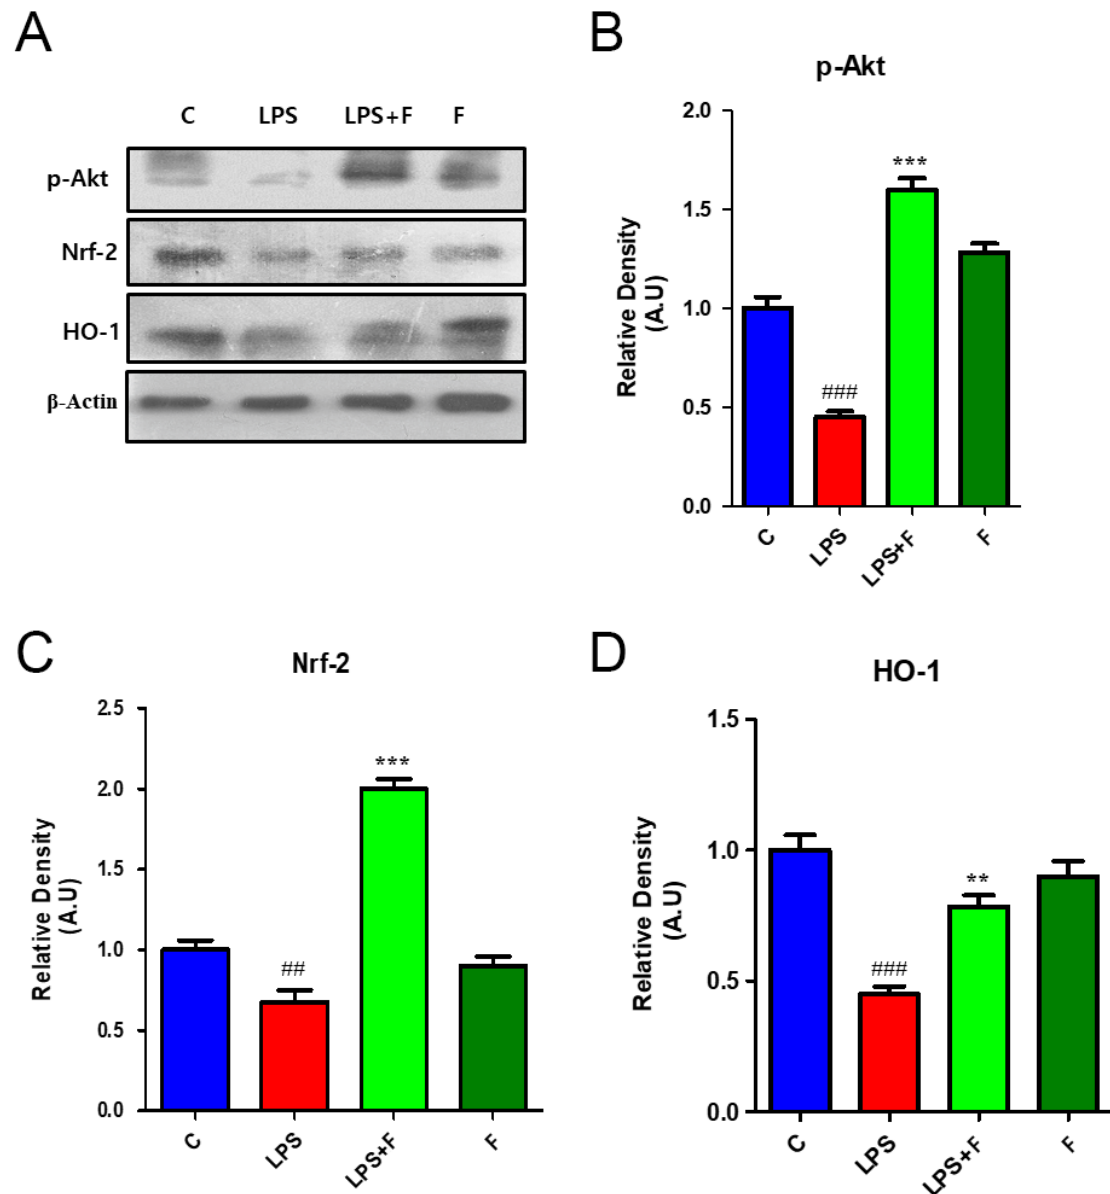 A
C LPS LPS+F F
p-Akt
Nrf-2
HO-1
β-Actin
B
p-Akt
Relative Density
(A.U)
2.0
1.5
1.0
0.5
0.0
***
###
C LPS LPS+F F
C
Nrf-2
Relative Density
(A.U)
2.5
2.0
1.5
1.0
0.5
0.0
***
##
C LPS LPS+F F
D
HO-1
Relative Density
(A.U)
1.5
1.0
0.5
0.0
**
###
C LPS LPS+F F